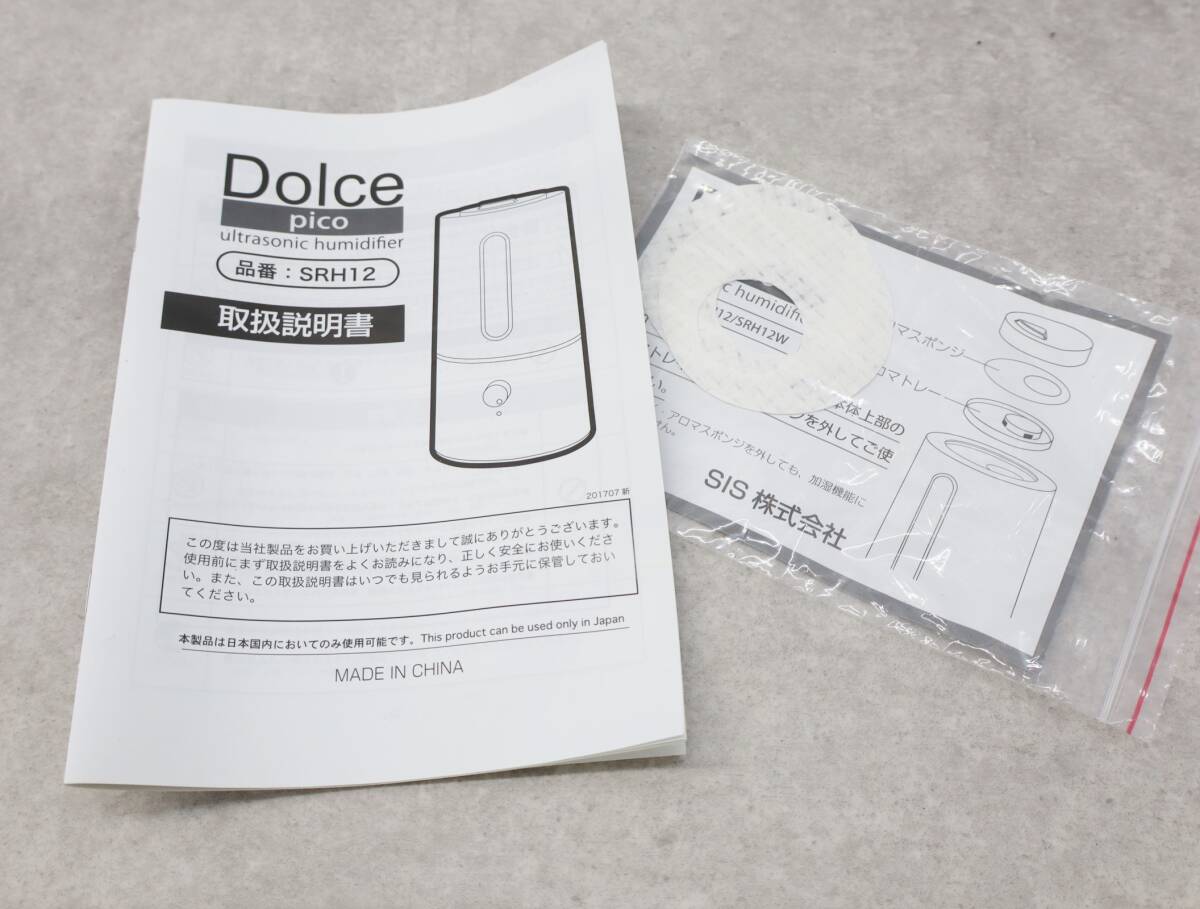 Dolce
pico
ultrasonic humidifier
品番：SRH12
取扱説明書
201707 新
この度は当社製品をお買い上げいただきまして誠にありがとうございます。
使用前にまず取扱説明書をよくお読みになり、正しく安全にお使いくださ
い。また、この取扱説明書はいつでも見られるようお手元に保管しておい
てください。
本製品は日本国内においてのみ使用可能です。This product can be used only in Japan
MADE IN CHINA
humidifi
12/SRH12W
ロマスポンジ
ロマトレー
本体上部の
ジを外してご使
い。
アロマスポンジを外しても、加湿機能に
せん。
SIS 株式会社